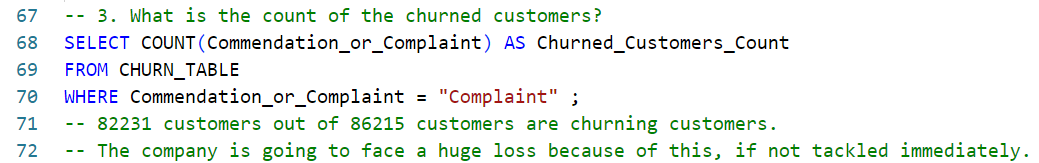 67 -- 3. What is the count of the churned customers?
68 SELECT COUNT(Commendation_or_Complaint) AS Churned_Customers_Count
69 FROM CHURN_TABLE
70 WHERE Commendation_or_Complaint = "Complaint" ;
71 -- 82231 customers out of 86215 customers are churning customers.
72 -- The company is going to face a huge loss because of this, if not tackled immediately.